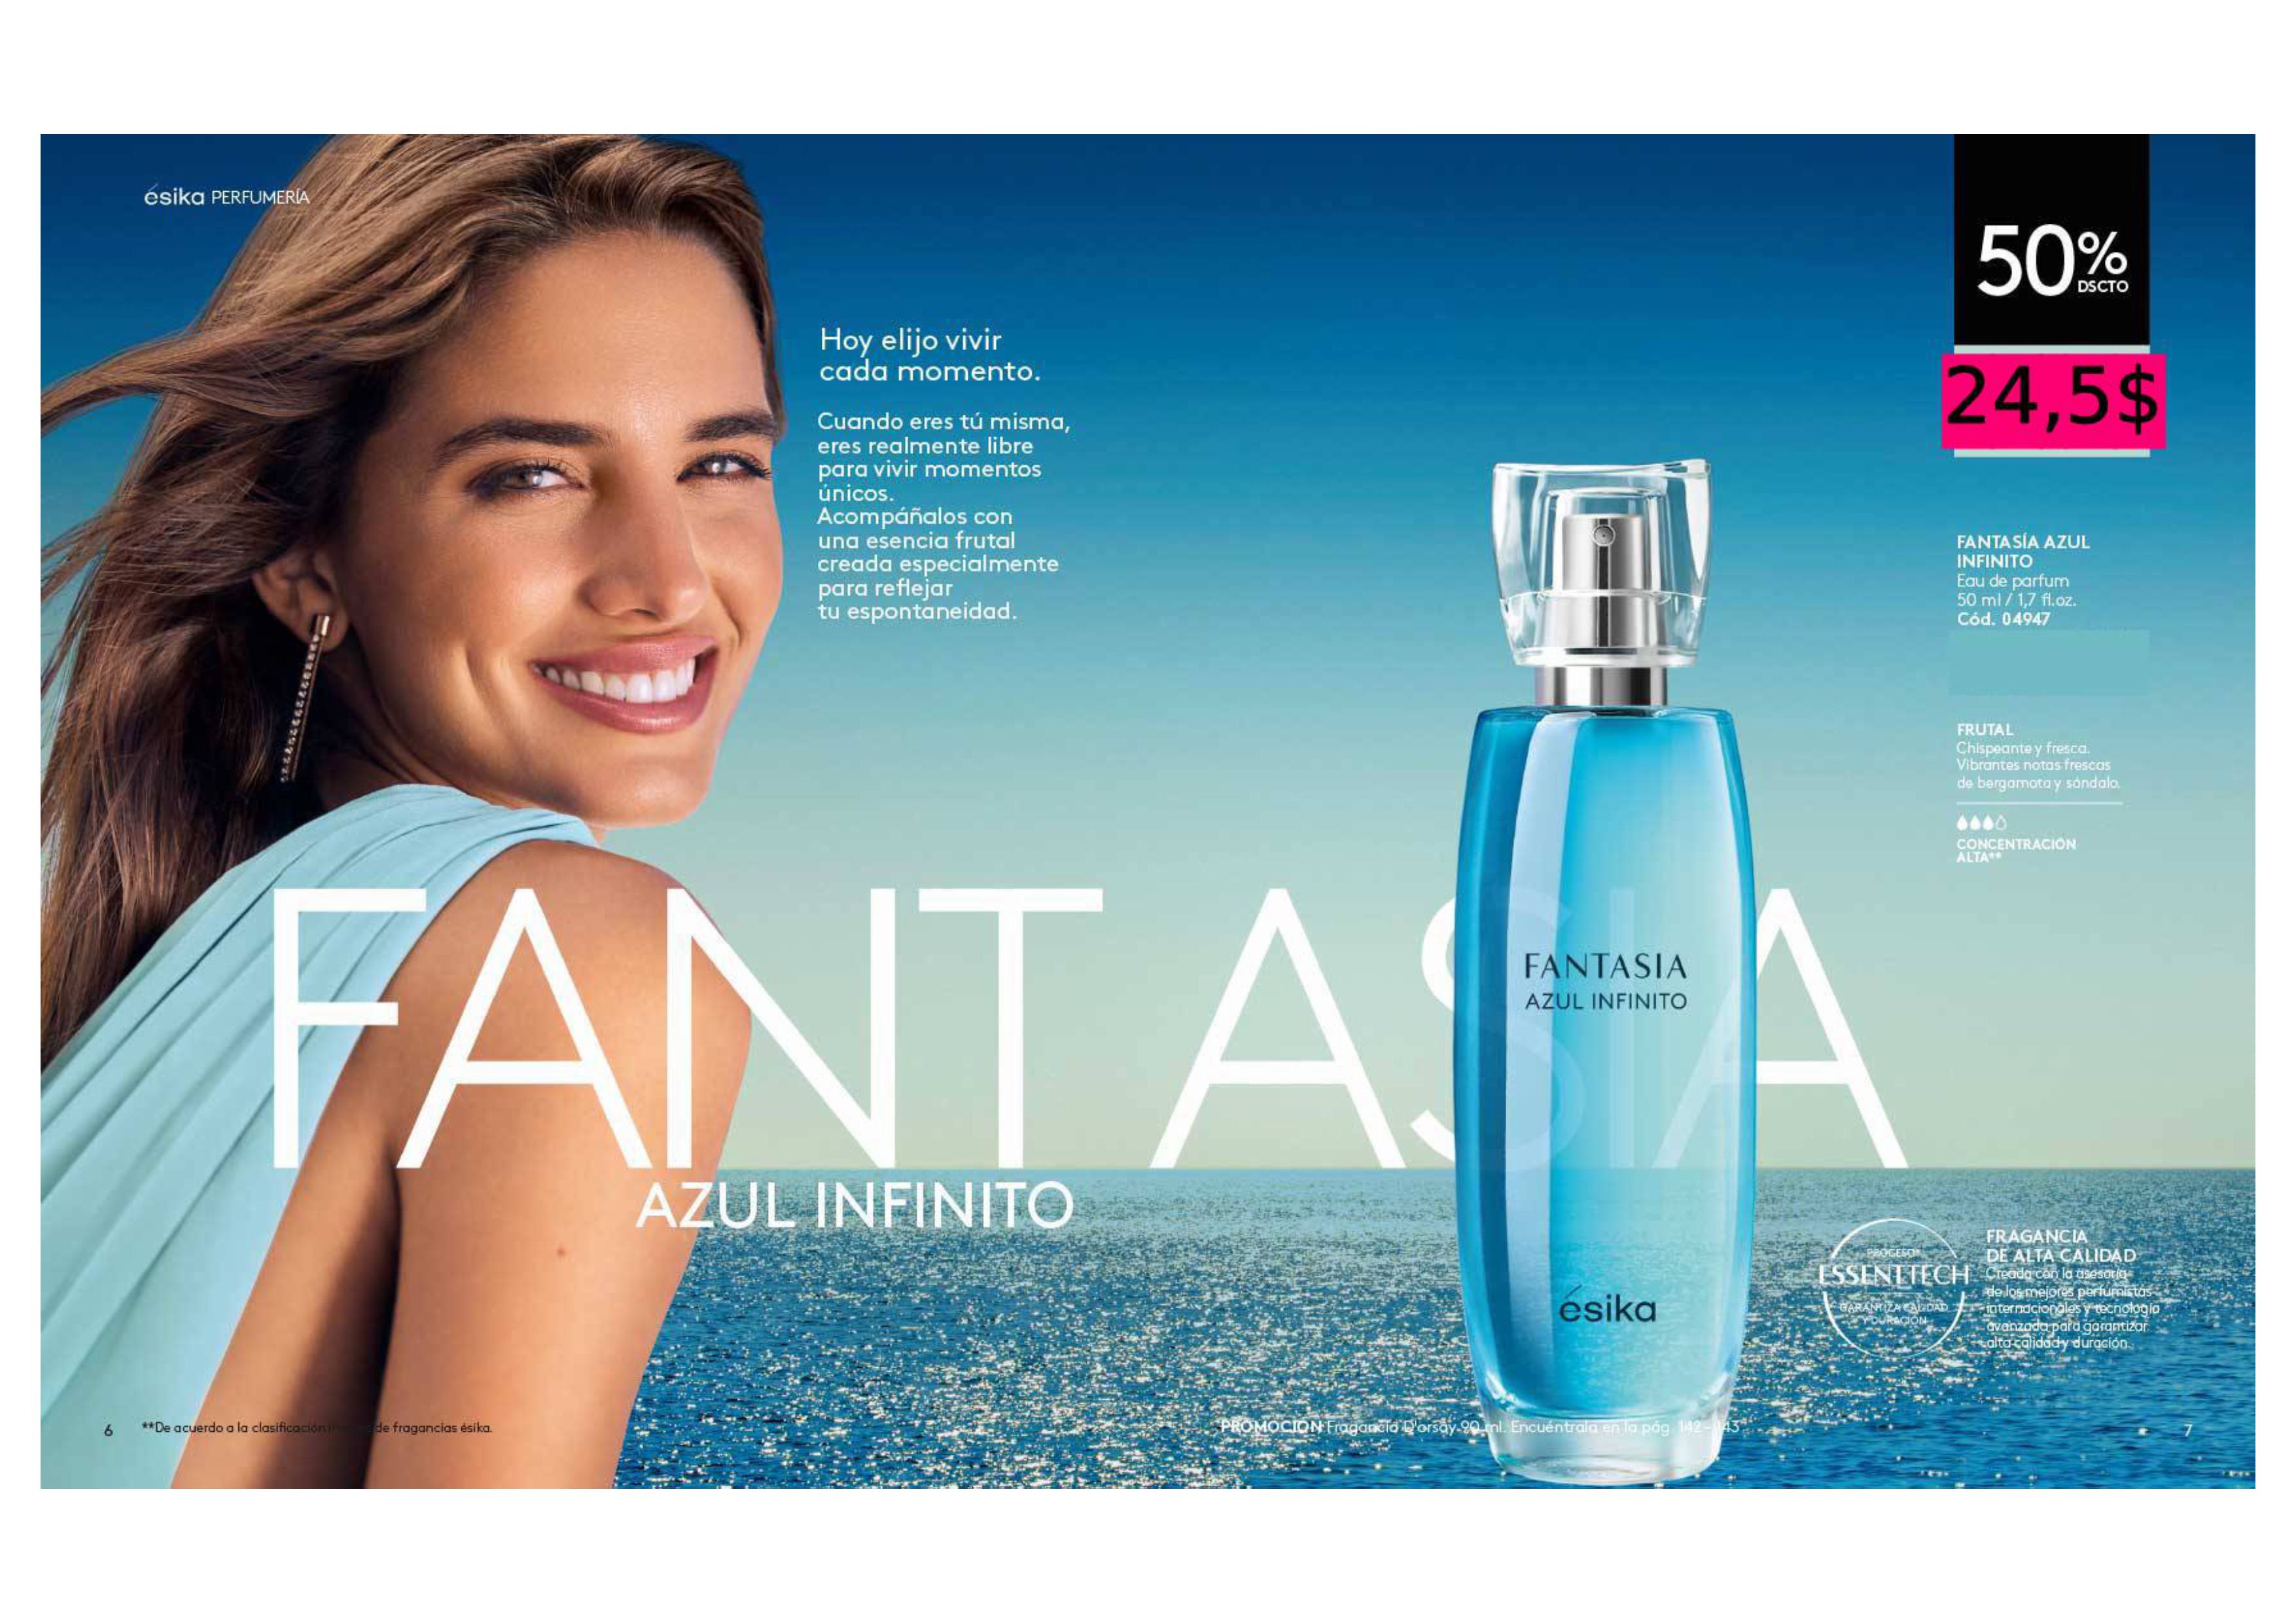 ésika PERFUMERÍA
Hoy elijo vivir
cada momento.
Cuando eres tú misma,
eres realmente libre
para vivir momentos
únicos.
Acompáñalos con
una esencia frutal
creada especialmente
para reflejar
tu espontaneidad.
50% DSCTO
24,5$
FANTASÍA AZUL
INFINITO
Eau de parfum
50 ml / 1,7 fl.oz.
Cód. 04947
FRUTAL
Chispeante y fresca.
Vibrantes notas frescas
de bergamota y sándalo.
CONCENTRACIÓN
ALTA**
FANTASIA
AZUL INFINITO
FANTASIA
AZUL INFINITO
ésika
PROCESO*
ESSENTTECH
GARANTIZA CALIDAD
Y DURACIÓN
FRAGANCIA
DE ALTA CALIDAD
Creada con la asesoría
de los mejores perfumistas
internacionales y tecnología
avanzada para garantizar
alta calidad y duración.
6
**De acuerdo a la clasificación de fragancias ésika.
PROMOCIÓN Fragancia D'orsay 90 ml. Encuéntrala en la pág. 142 - 143
7